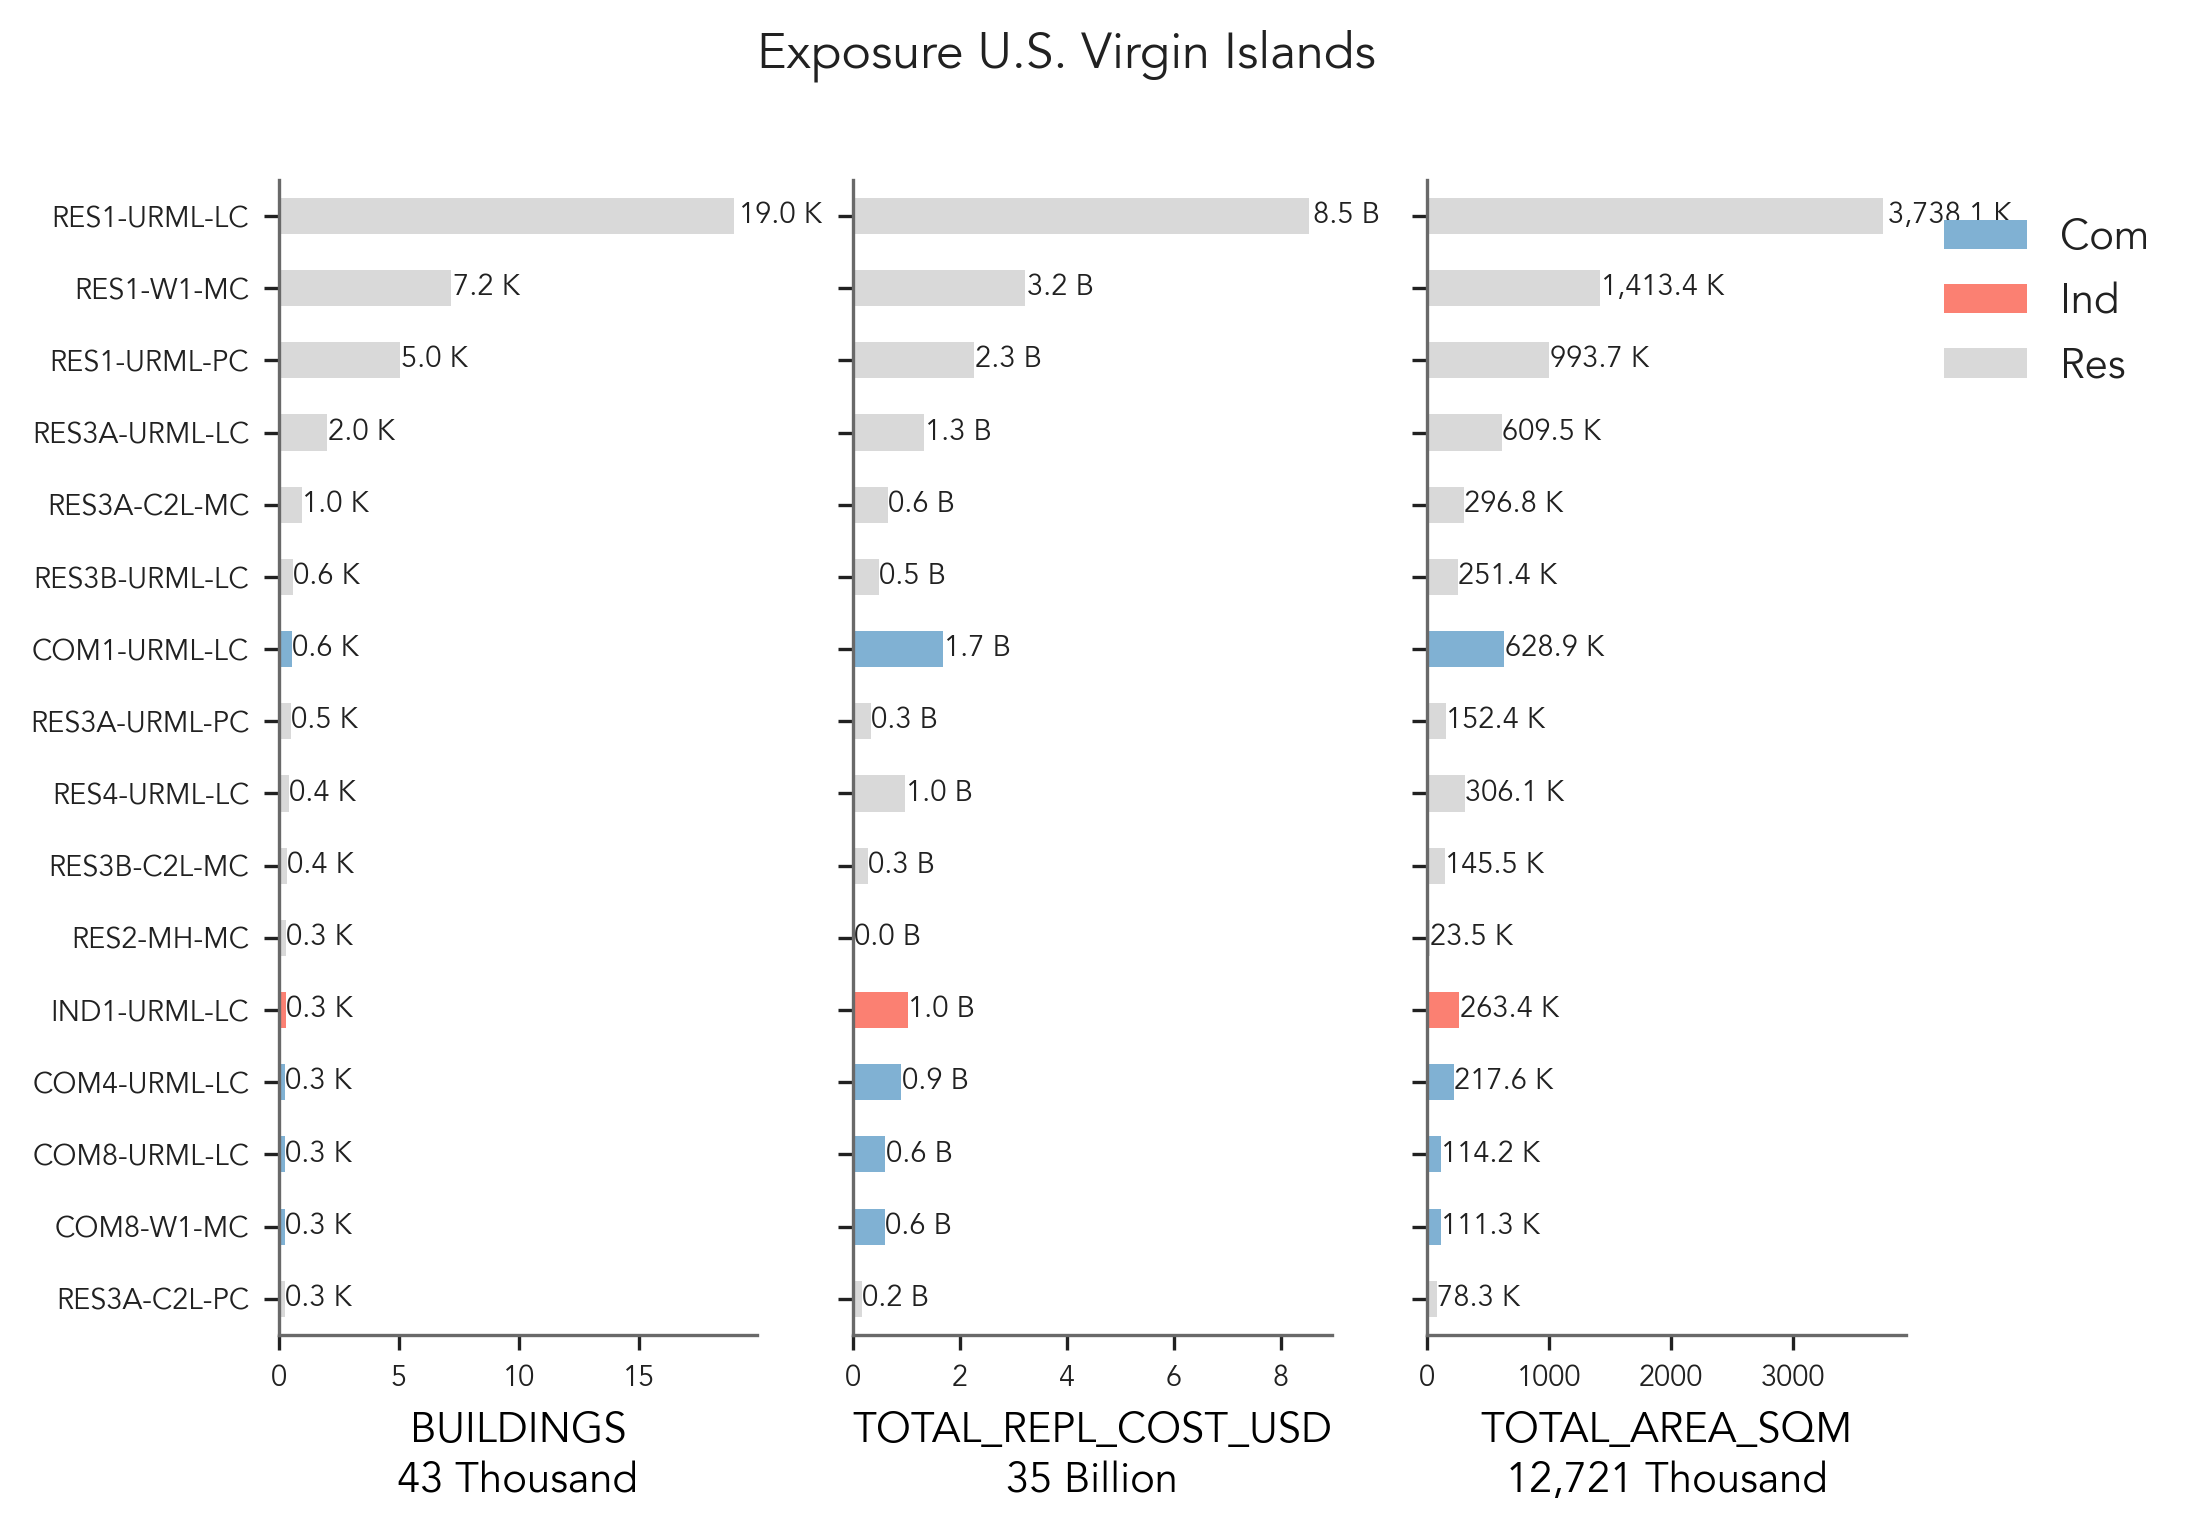 Exposure U.S. Virgin Islands
RES1-URML-LC 19.0 K 8.5 B 3,738.1 K
Com
RES1-W1-MC 7.2 K 3.2 B 1,413.4 K
Ind
RES1-URML-PC 5.0 K 2.3 B 993.7 K
Res
RES3A-URML-LC 2.0 K 1.3 B 609.5 K
RES3A-C2L-MC 1.0 K 0.6 B 296.8 K
RES3B-URML-LC 0.6 K 0.5 B 251.4 K
COM1-URML-LC 0.6 K 1.7 B 628.9 K
RES3A-URML-PC 0.5 K 0.3 B 152.4 K
RES4-URML-LC 0.4 K 1.0 B 306.1 K
RES3B-C2L-MC 0.4 K 0.3 B 145.5 K
RES2-MH-MC 0.3 K 0.0 B 23.5 K
IND1-URML-LC 0.3 K 1.0 B 263.4 K
COM4-URML-LC 0.3 K 0.9 B 217.6 K
COM8-URML-LC 0.3 K 0.6 B 114.2 K
COM8-W1-MC 0.3 K 0.6 B 111.3 K
RES3A-C2L-PC 0.3 K 0.2 B 78.3 K
0 5 10 15 0 2 4 6 8 0 1000 2000 3000
BUILDINGS TOTAL_REPL_COST_USD TOTAL_AREA_SQM
43 Thousand 35 Billion 12,721 Thousand